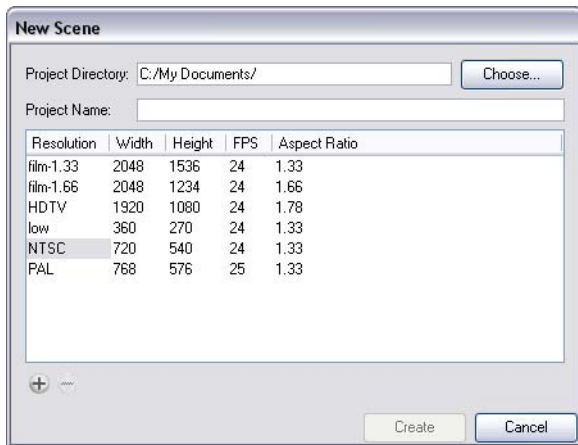 New Scene
Project Directory: C:/My Documents/ Choose...
Project Name:
Resolution Width Height FPS Aspect Ratio
film-1.33 2048 1536 24 1.33
film-1.66 2048 1234 24 1.66
HDTV 1920 1080 24 1.78
low 360 270 24 1.33
NTSC 720 540 24 1.33
PAL 768 576 25 1.33
Create Cancel